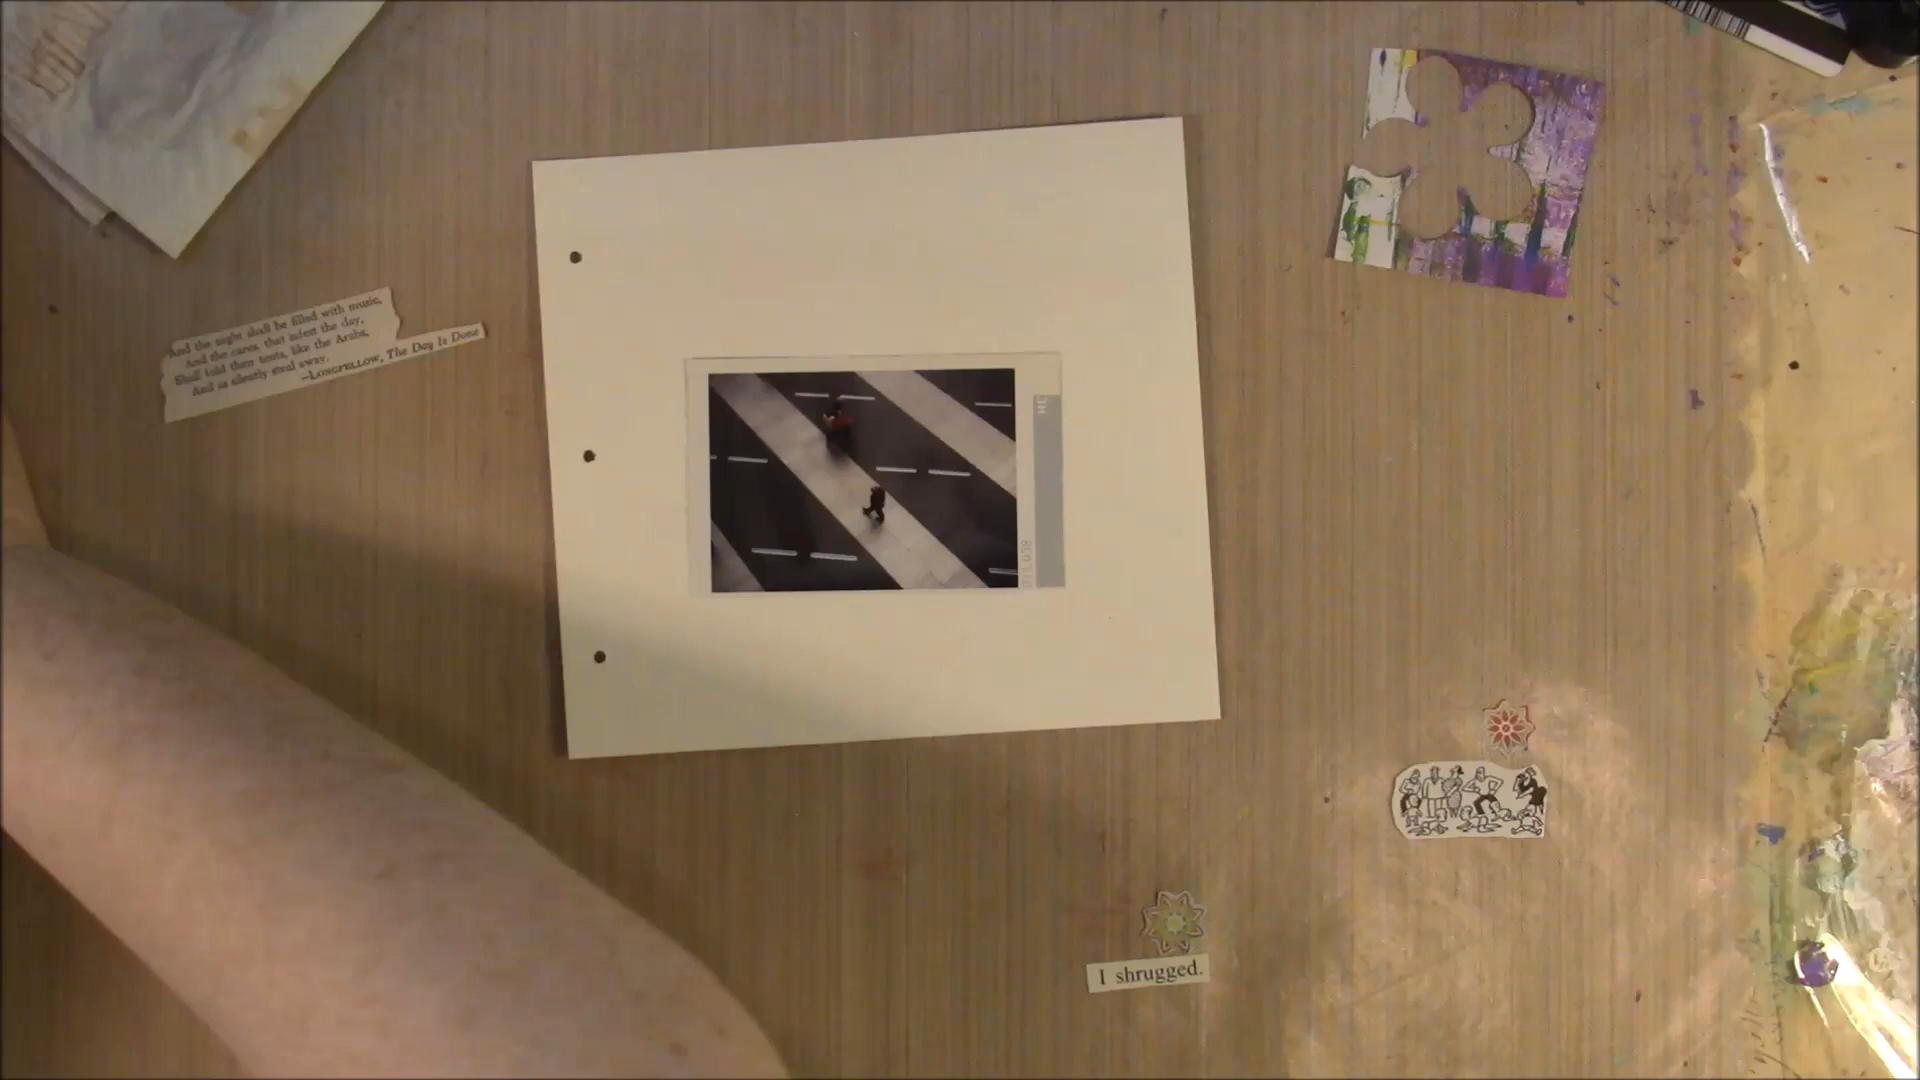 And the night shall be filled with music,
And the cares, that infest the day,
Shall fold their tents, like the Arabs,
And as silently steal away.
—LONGFELLOW, The Day Is Done
I shrugged.